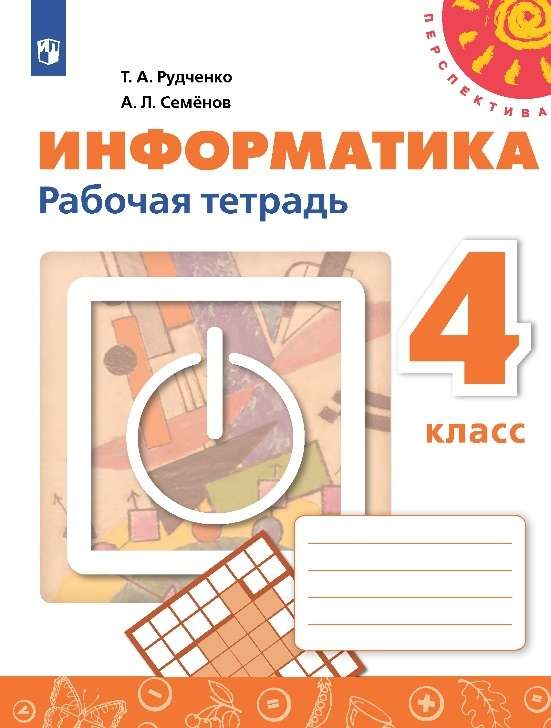 Т. А. Рудченко
А. Л. Семёнов
ПЕРСПЕКТИВА
ИНФОРМАТИКА
Рабочая тетрадь
4
класс